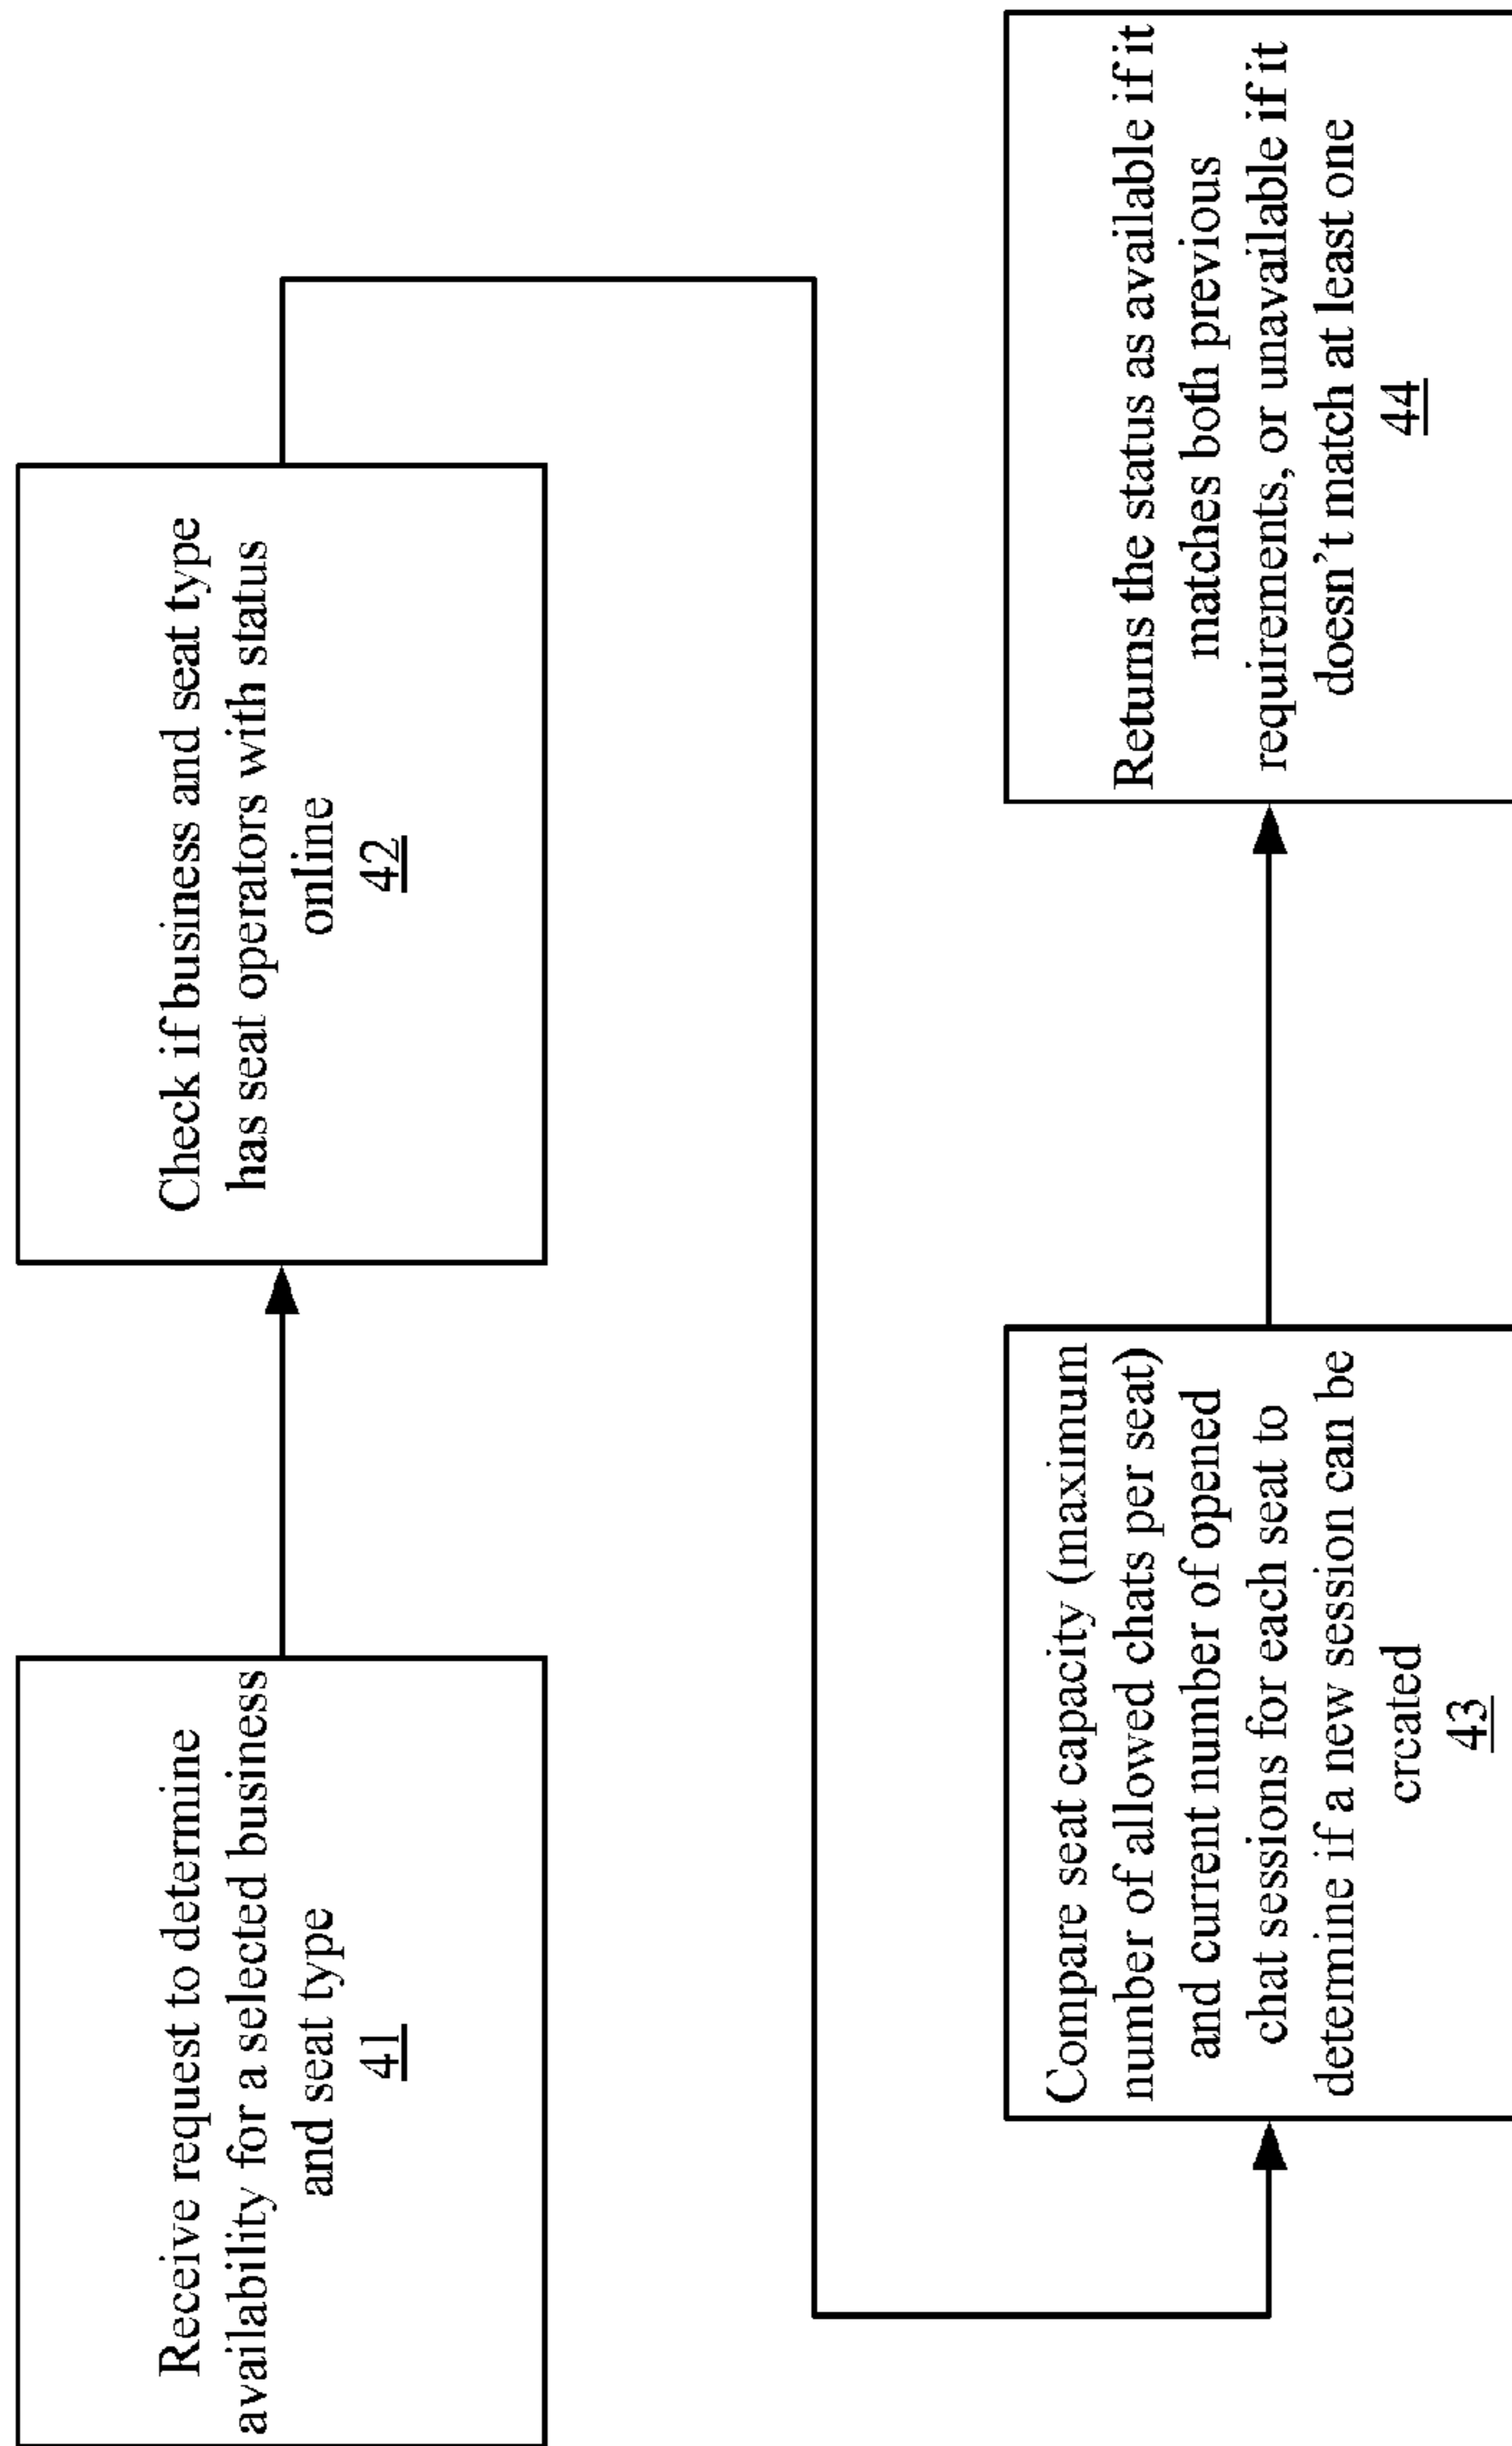 Receive request to determine
availability for a selected business
and seat type
41
Check if business and seat type
has seat operators with status
online
42
Compare seat capacity (maximum
number of allowed chats per seat)
and current number of opened
chat sessions for each seat to
determine if a new session can be
created
43
Returns the status as available if it
matches both previous
requirements, or unavailable if it
doesn't match at least one
44